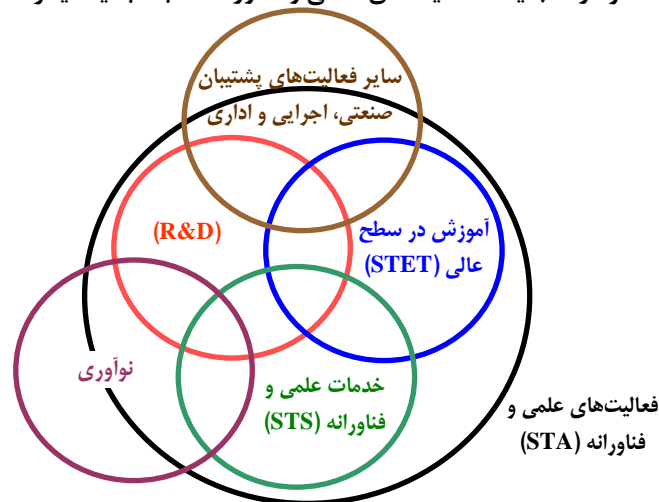 سایر فعالیت‌های پشتیبان
صنعتی، اجرایی و اداری
(R&D)
آموزش در سطح
عالی (STET)
نوآوری
خدمات علمی و
فناورانه (STS)
فعالیت‌های علمی و
فناورانه (STA)